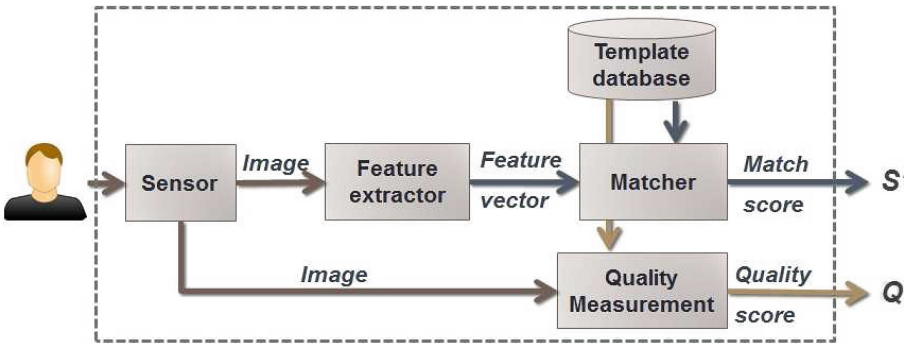 Template
database
Sensor
Image
Feature
extractor
Feature
vector
Matcher
Match
score
S
Image
Quality
Measurement
Quality
score
Q